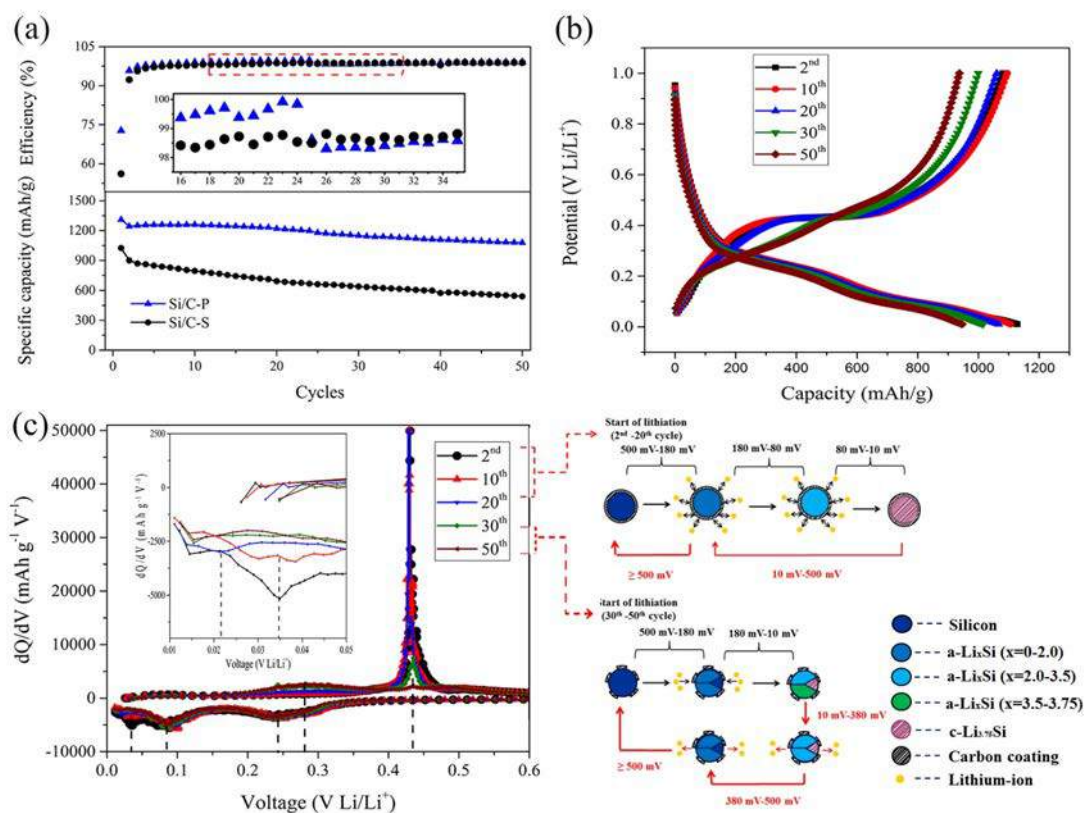 (a)
105
90
75
60
Efficiency (%)
100
99
98
16 18 20 22 24 26 28 30 32 34
1500
1200
900
600
300
0
Specific capacity (mAh/g)
Si/C-P
Si/C-S
0 10 20 30 40 50
Cycles
(b)
1.0
0.8
0.6
0.4
0.2
0.0
Potential (V Li/Li⁺)
2nd
10th
20th
30th
50th
0 200 400 600 800 1000 1200
Capacity (mAh/g)
(c)
50000
40000
30000
20000
10000
0
-10000
dQ/dV (mAh g⁻¹ V⁻¹)
2500
0
-2500
-5000
dQ/dV (mAh g⁻¹ V⁻¹)
0.01 0.02 0.03 0.04 0.05
Voltage (V Li/Li⁺)
2nd
10th
20th
30th
50th
0.0 0.1 0.2 0.3 0.4 0.5 0.6
Voltage (V Li/Li⁺)
Start of lithiation
(2nd -20th cycle)
500 mV-180 mV
180 mV-80 mV
80 mV-10 mV
≥ 500 mV
10 mV-500 mV
Start of lithiation
(30th -50th cycle)
500 mV-180 mV
180 mV-10 mV
10 mV-380 mV
≥ 500 mV
380 mV-500 mV
Silicon
a-LixSi (x=0-2.0)
a-LixSi (x=2.0-3.5)
a-LixSi (x=3.5-3.75)
c-Li3.75Si
Carbon coating
Lithium-ion